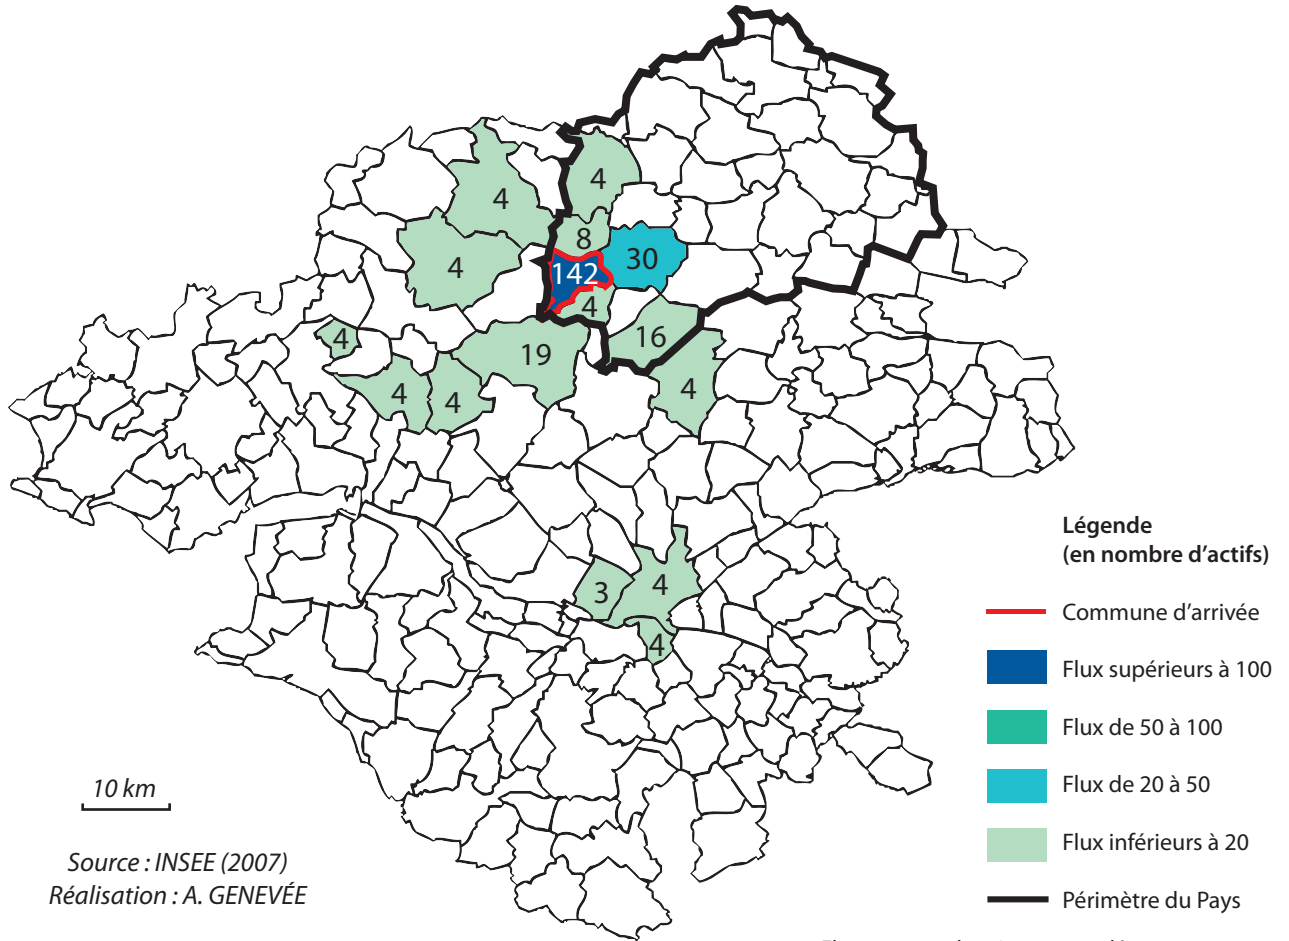 4
4
8
30
142
4
4
4
16
19
4
4
4
4
3
4
4
Légende
(en nombre d'actifs)
Commune d'arrivée
Flux supérieurs à 100
Flux de 50 à 100
Flux de 20 à 50
Flux inférieurs à 20
Périmètre du Pays
10 km
Source : INSEE (2007)
Réalisation : A. GENEVÉE